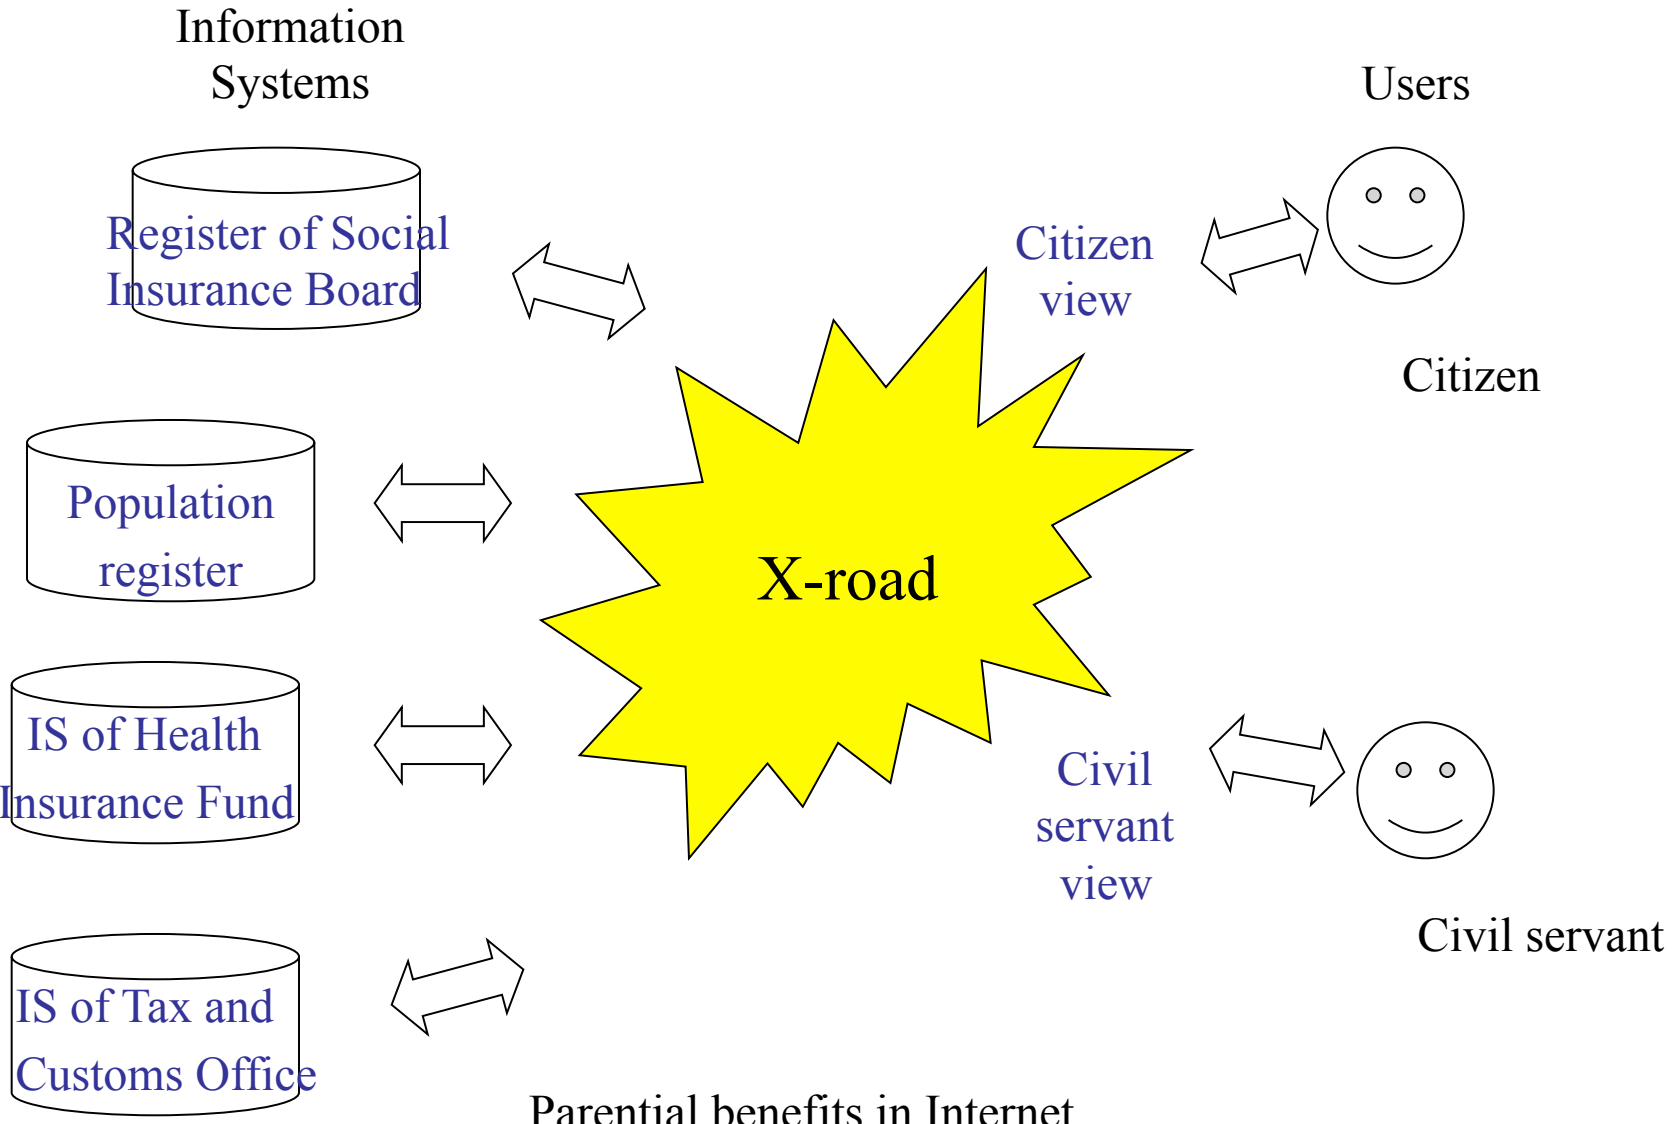 Information
Systems
Users
Register of Social
Insurance Board
Citizen
view
Citizen
Population
register
X-road
IS of Health
Insurance Fund
Civil
servant
view
Civil servant
IS of Tax and
Customs Office
Parential benefits in Internet